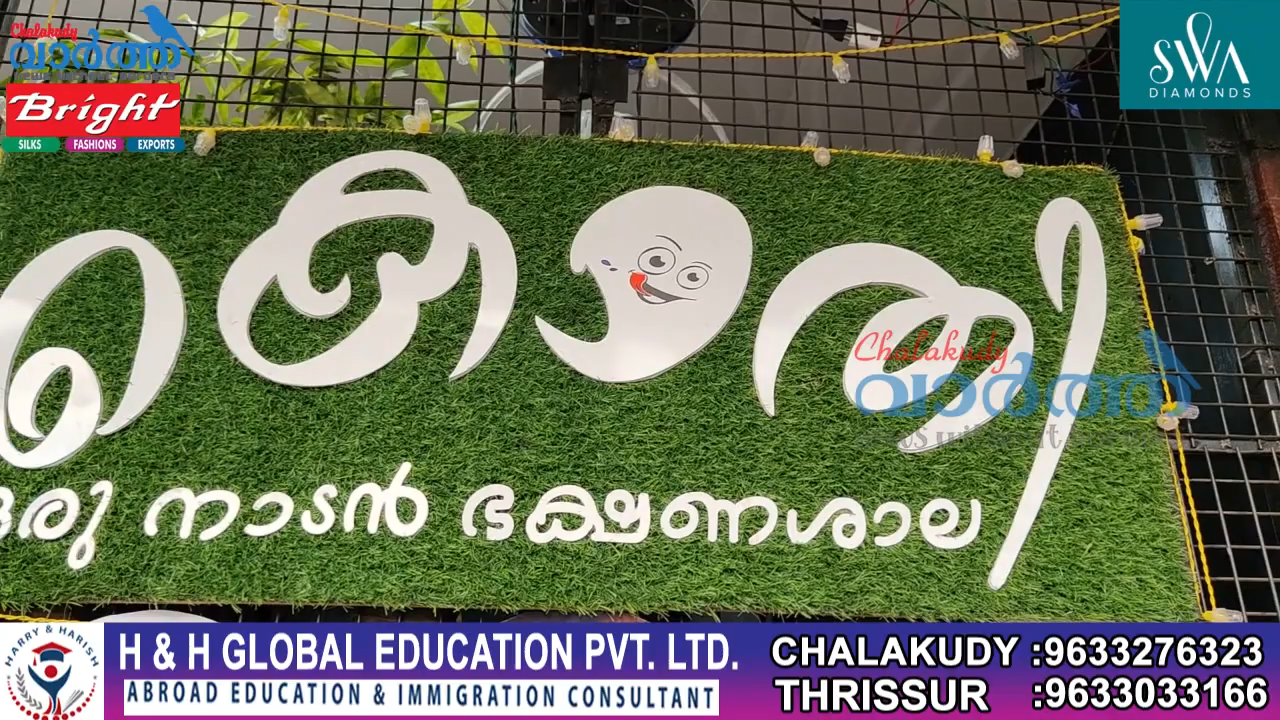 Chalakudy
വാർത്ത
Bright
SILKS FASHIONS EXPORTS
SWA
DIAMONDS
കൊതി
Chalakudy
വാർത്ത
ഒരു നാടൻ ഭക്ഷണശാല
HARRY & HARISH
H & H GLOBAL EDUCATION PVT. LTD.
ABROAD EDUCATION & IMMIGRATION CONSULTANT
CHALAKUDY :9633276323
THRISSUR :9633033166